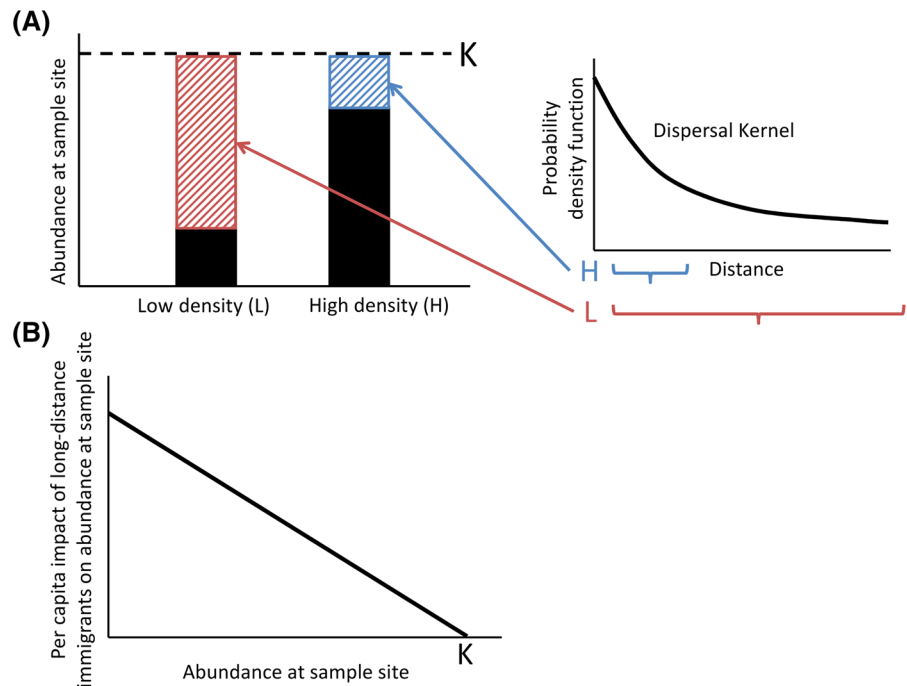 (A)
Abundance at sample site
K
Low density (L)
High density (H)
Probability
density function
Dispersal Kernel
H
Distance
L
(B)
Per capita impact of long-distance
immigrants on abundance at sample site
K
Abundance at sample site